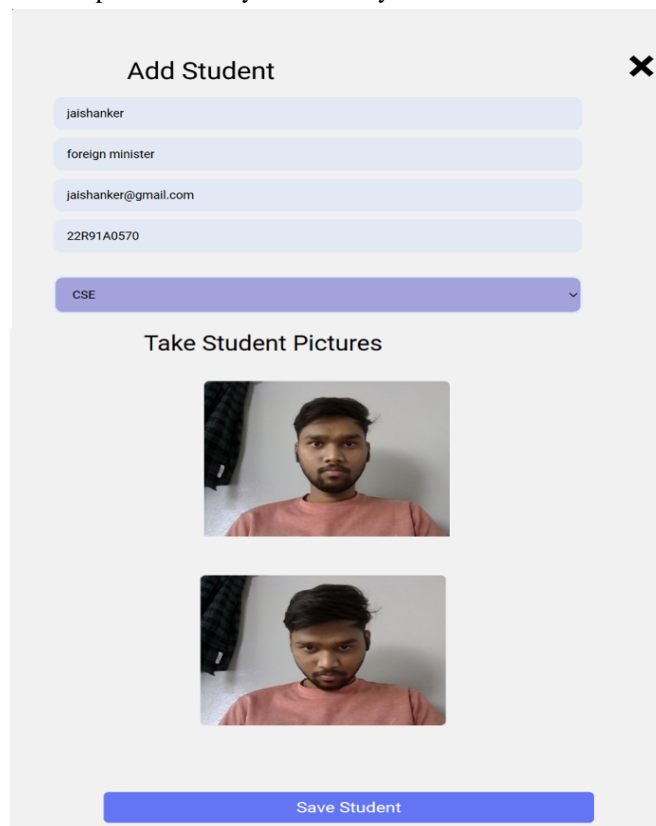 Add Student
jaishanker
foreign minister
jaishanker@gmail.com
22R91A0570
CSE
Take Student Pictures
Save Student